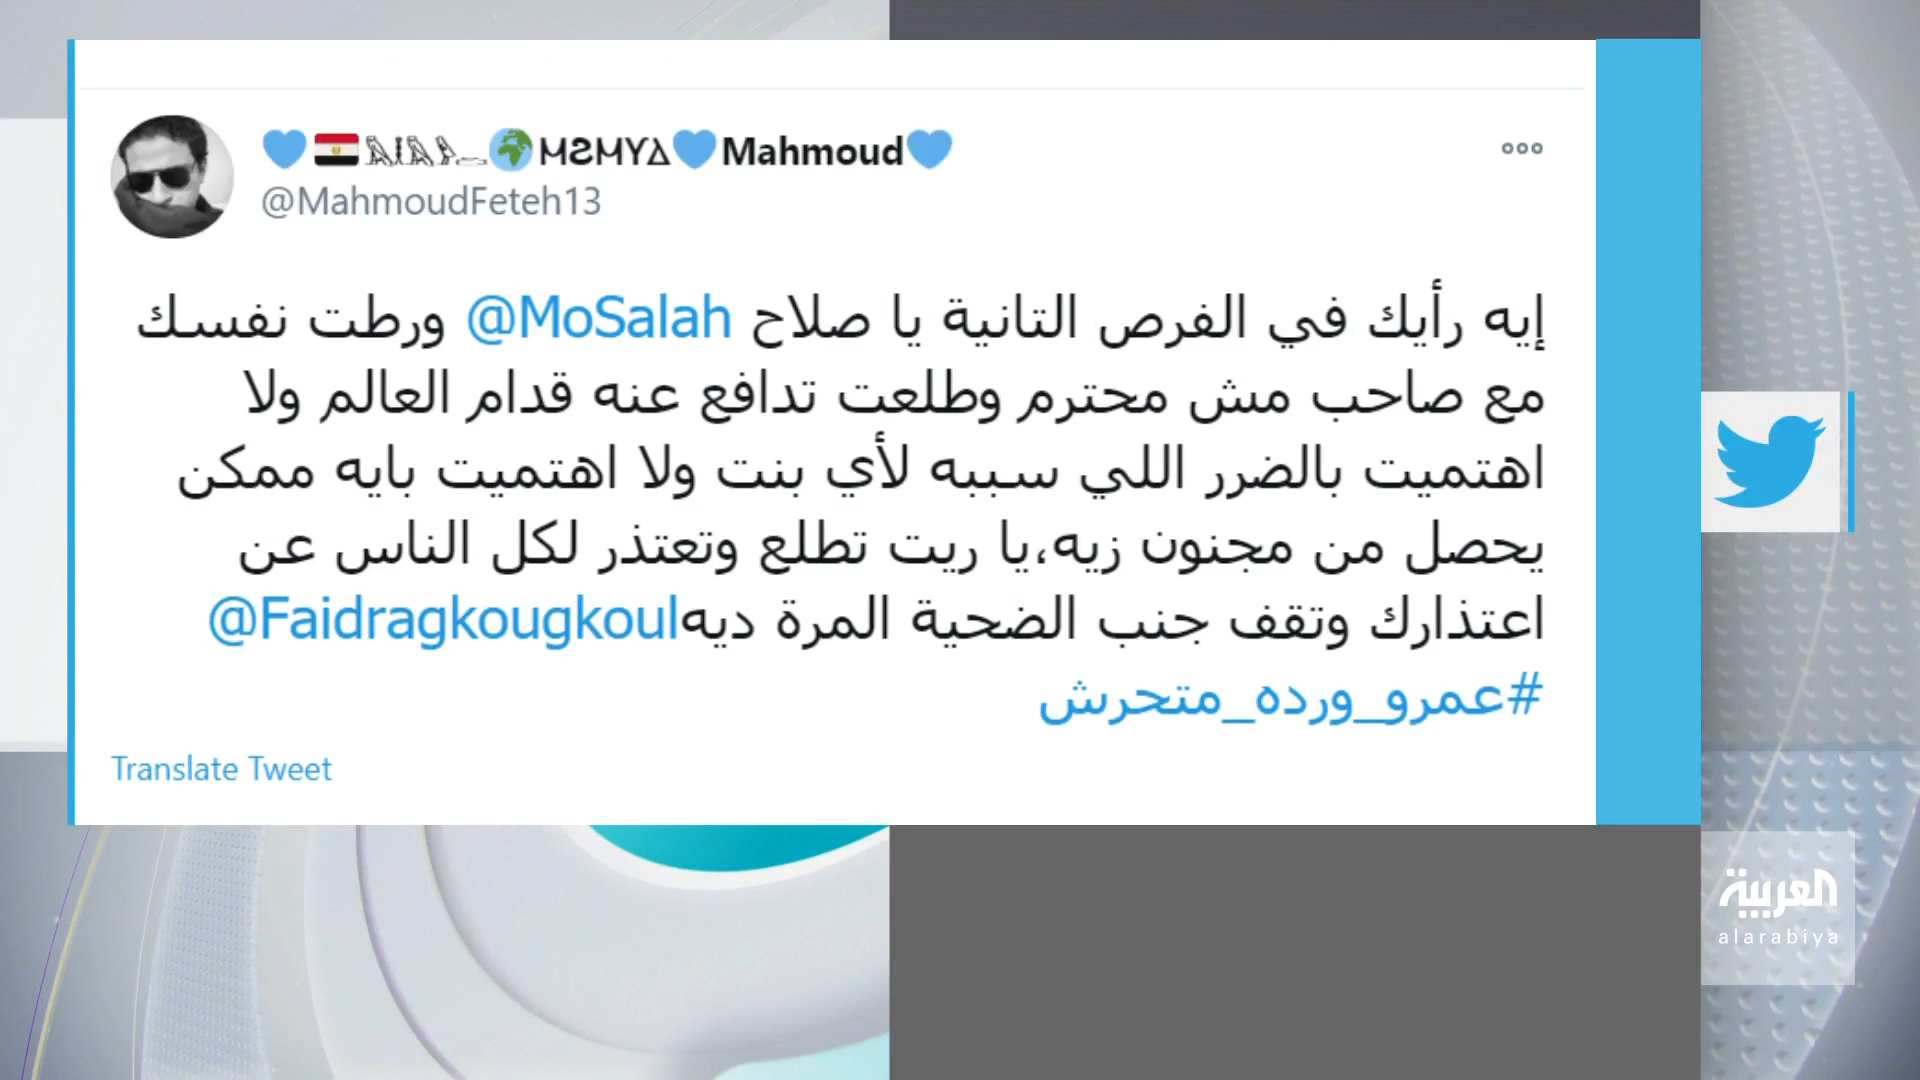 Mahmoud
@MahmoudFeteh13
إيه رأيك في الفرص التانية يا صلاح @MoSalah ورطت نفسك
مع صاحب مش محترم وطلعت تدافع عنه قدام العالم ولا
اهتميت بالضرر اللي سببه لأي بنت ولا اهتميت بايه ممكن
يحصل من مجنون زيه،يا ريت تطلع وتعتذر لكل الناس عن
اعتذارك وتقف جنب الضحية المرة ديه@Faidragkougkoul
#عمرو_ورده_متحرش
Translate Tweet
العربية
alarabiya